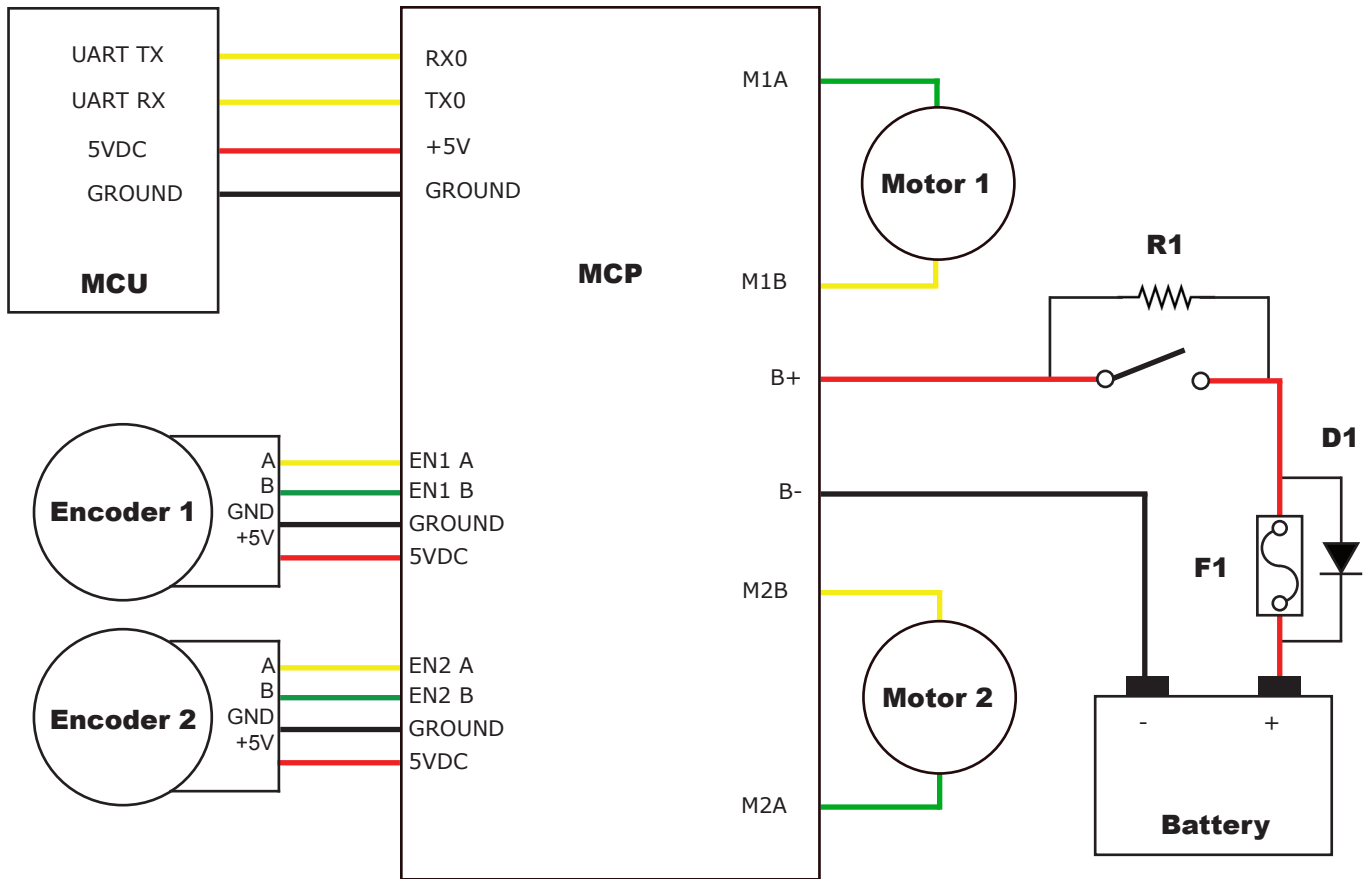 UART TX
UART RX
5VDC
GROUND
MCU
RX0
TX0
+5V
GROUND
MCP
M1A
Motor 1
M1B
R1
B+
D1
B-
F1
M2B
Motor 2
M2A
- +
Battery
Encoder 1
A
B
GND
+5V
EN1 A
EN1 B
GROUND
5VDC
Encoder 2
A
B
GND
+5V
EN2 A
EN2 B
GROUND
5VDC